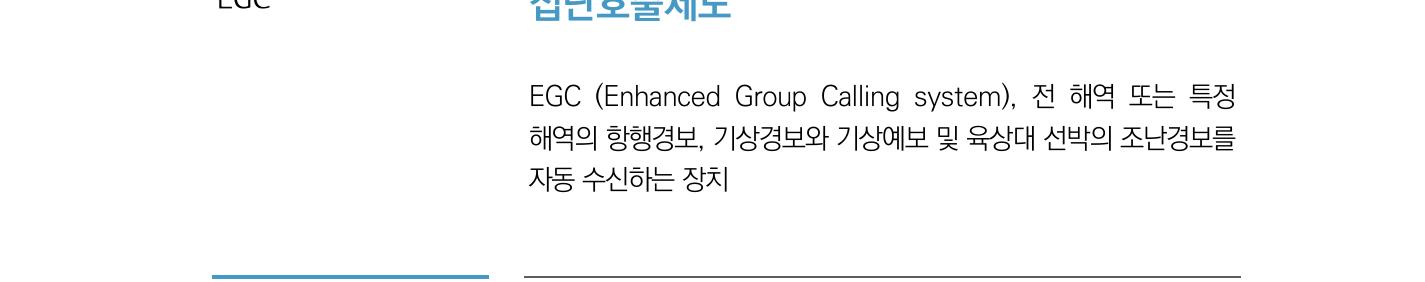 EGC
집단호출제도
EGC (Enhanced Group Calling system), 전 해역 또는 특정
해역의 항행경보, 기상경보와 기상예보 및 육상대 선박의 조난경보를
자동 수신하는 장치